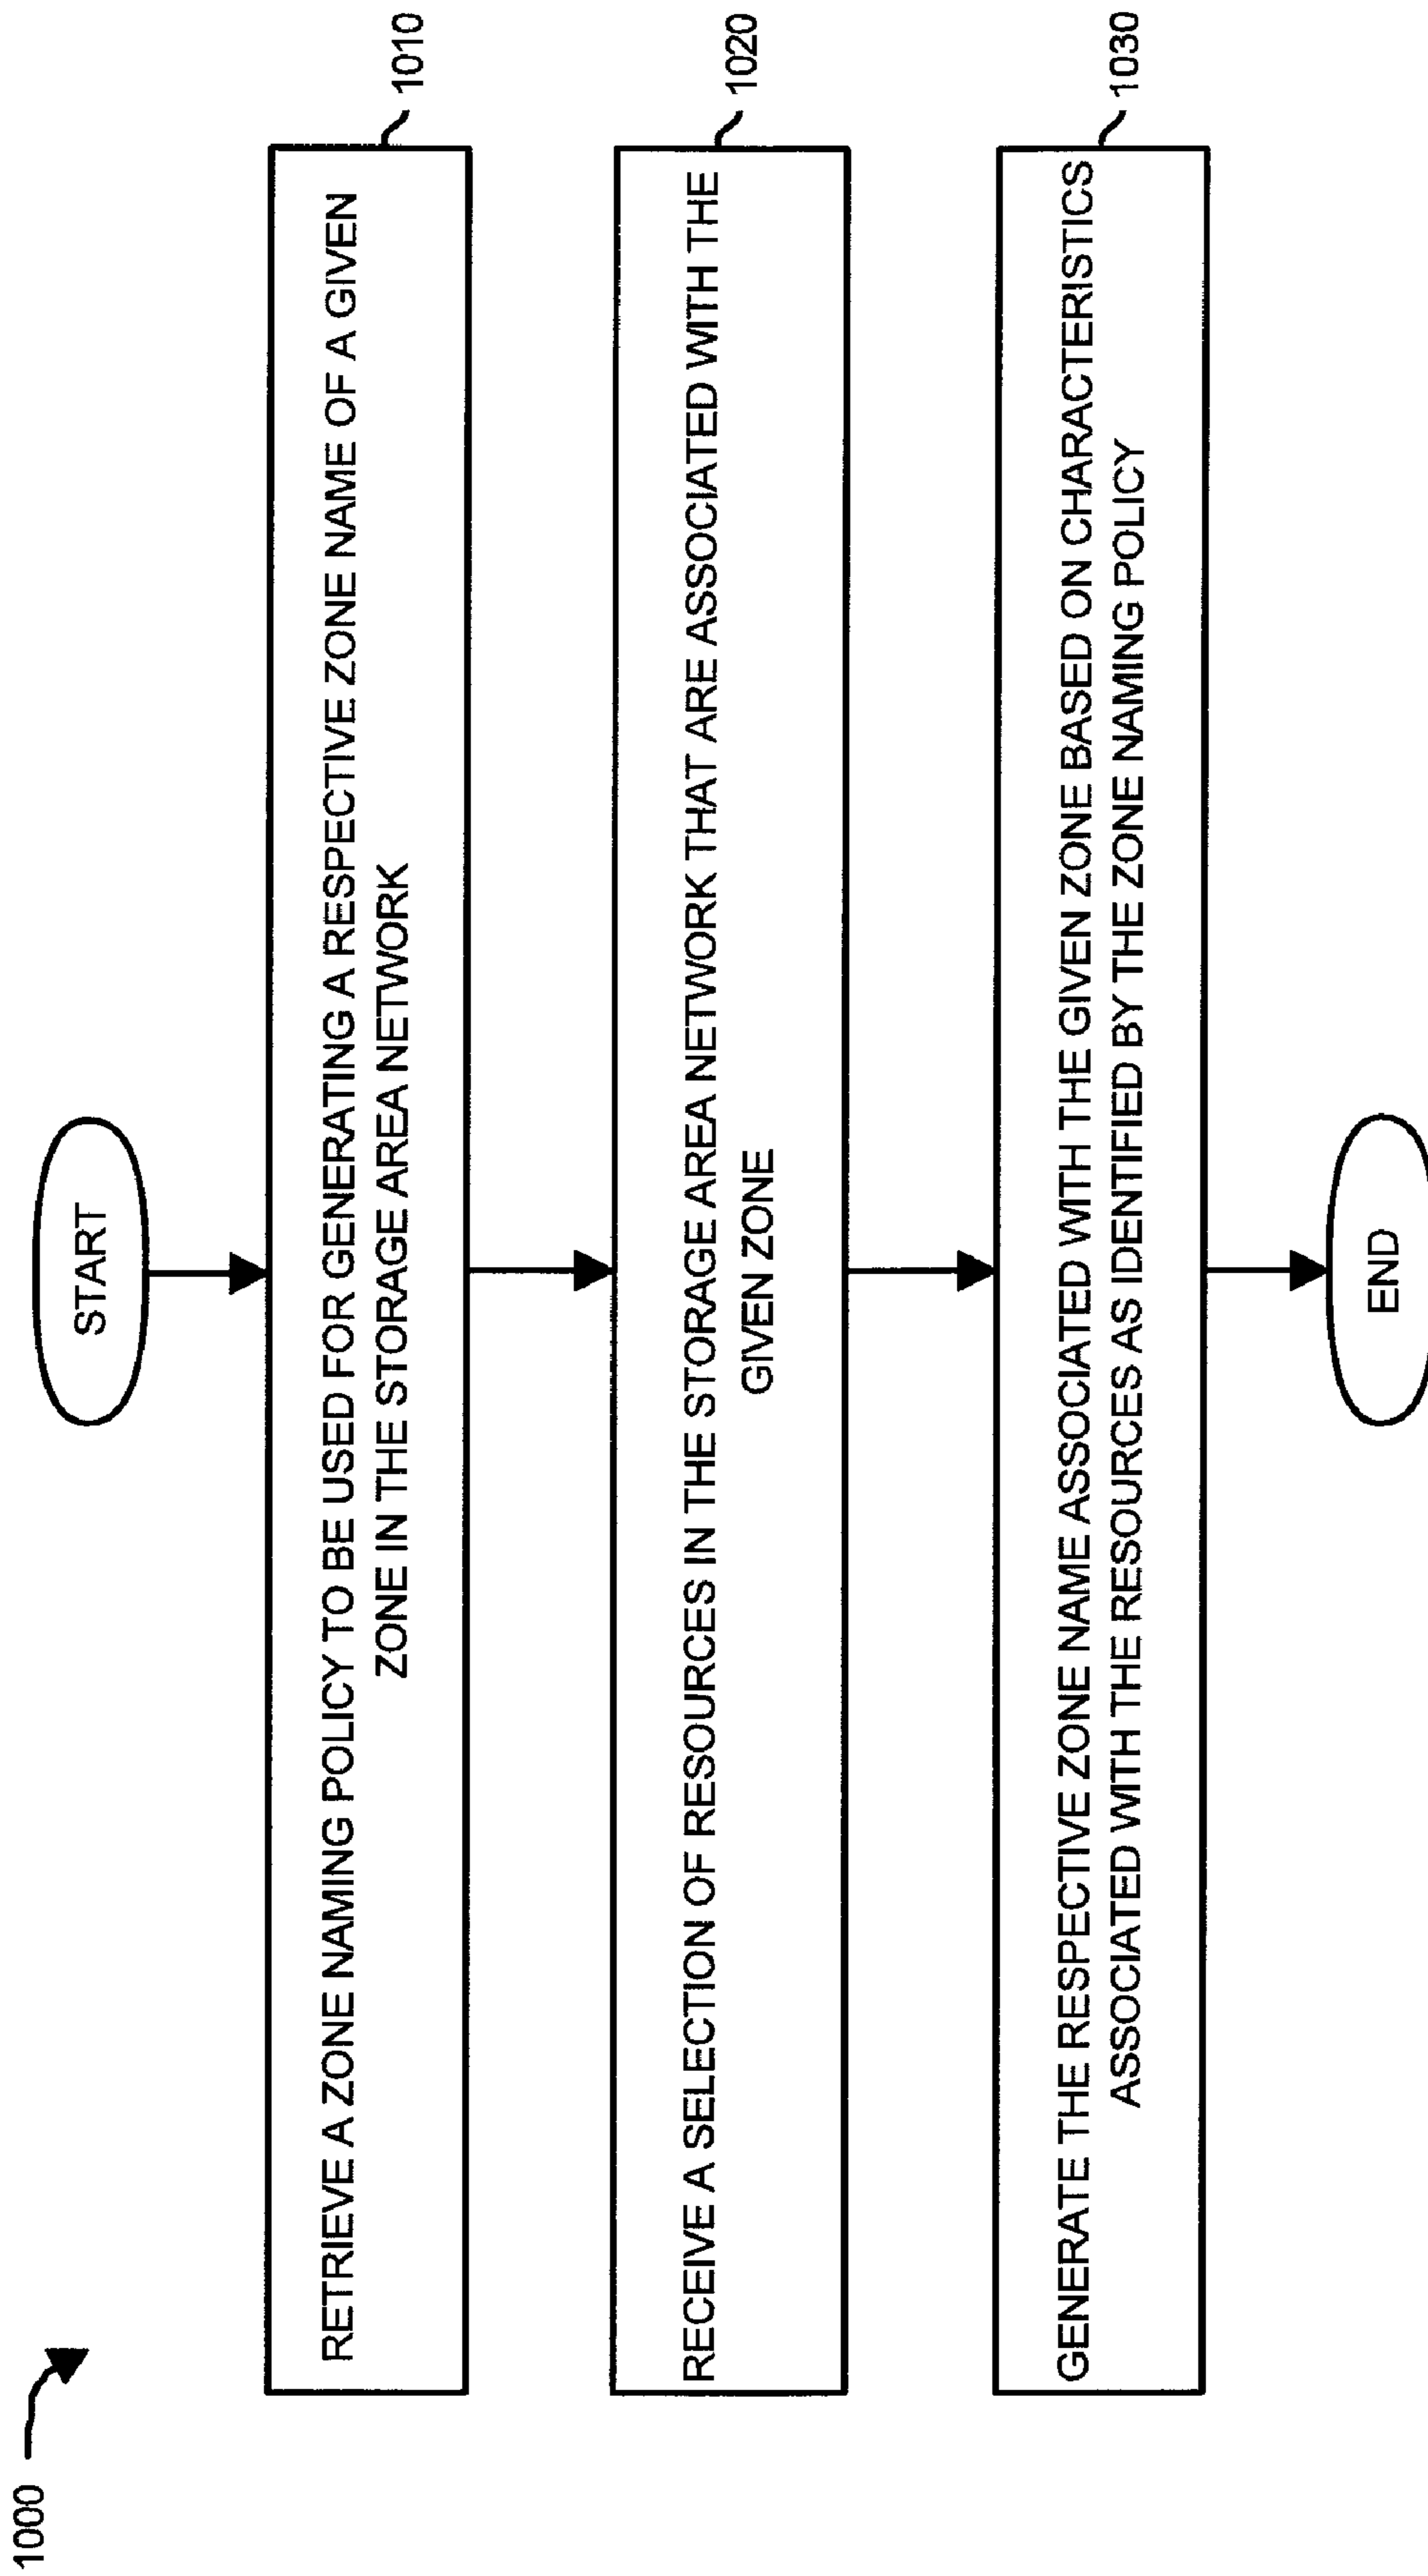 1000
START
RETRIEVE A ZONE NAMING POLICY TO BE USED FOR GENERATING A RESPECTIVE ZONE NAME OF A GIVEN
ZONE IN THE STORAGE AREA NETWORK
1010
RECEIVE A SELECTION OF RESOURCES IN THE STORAGE AREA NETWORK THAT ARE ASSOCIATED WITH THE
GIVEN ZONE
1020
GENERATE THE RESPECTIVE ZONE NAME ASSOCIATED WITH THE GIVEN ZONE BASED ON CHARACTERISTICS
ASSOCIATED WITH THE RESOURCES AS IDENTIFIED BY THE ZONE NAMING POLICY
1030
END